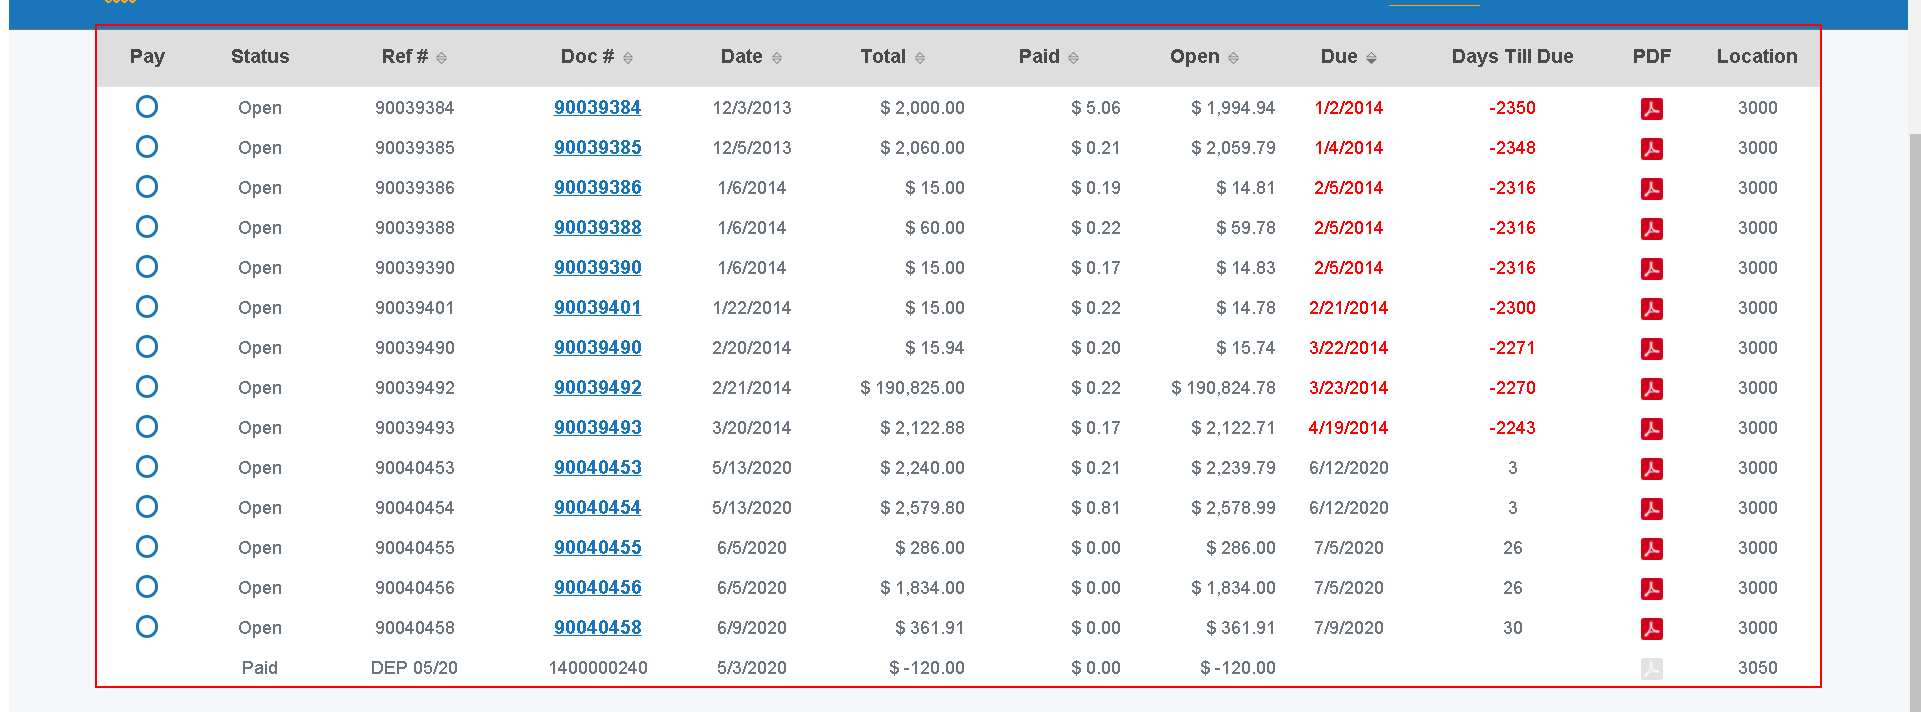 Pay Status Ref # Doc # Date Total Paid Open Due Days Till Due PDF Location
Open 90039384 90039384 12/3/2013 $ 2,000.00 $ 5.06 $ 1,994.94 1/2/2014 -2350 3000
Open 90039385 90039385 12/5/2013 $ 2,060.00 $ 0.21 $ 2,059.79 1/4/2014 -2348 3000
Open 90039386 90039386 1/6/2014 $ 15.00 $ 0.19 $ 14.81 2/5/2014 -2316 3000
Open 90039388 90039388 1/6/2014 $ 60.00 $ 0.22 $ 59.78 2/5/2014 -2316 3000
Open 90039390 90039390 1/6/2014 $ 15.00 $ 0.17 $ 14.83 2/5/2014 -2316 3000
Open 90039401 90039401 1/22/2014 $ 15.00 $ 0.22 $ 14.78 2/21/2014 -2300 3000
Open 90039490 90039490 2/20/2014 $ 15.94 $ 0.20 $ 15.74 3/22/2014 -2271 3000
Open 90039492 90039492 2/21/2014 $ 190,825.00 $ 0.22 $ 190,824.78 3/23/2014 -2270 3000
Open 90039493 90039493 3/20/2014 $ 2,122.88 $ 0.17 $ 2,122.71 4/19/2014 -2243 3000
Open 90040453 90040453 5/13/2020 $ 2,240.00 $ 0.21 $ 2,239.79 6/12/2020 3 3000
Open 90040454 90040454 5/13/2020 $ 2,579.80 $ 0.81 $ 2,578.99 6/12/2020 3 3000
Open 90040455 90040455 6/5/2020 $ 286.00 $ 0.00 $ 286.00 7/5/2020 26 3000
Open 90040456 90040456 6/5/2020 $ 1,834.00 $ 0.00 $ 1,834.00 7/5/2020 26 3000
Open 90040458 90040458 6/9/2020 $ 361.91 $ 0.00 $ 361.91 7/9/2020 30 3000
Paid DEP 05/20 1400000240 5/3/2020 $ -120.00 $ 0.00 $ -120.00 3050